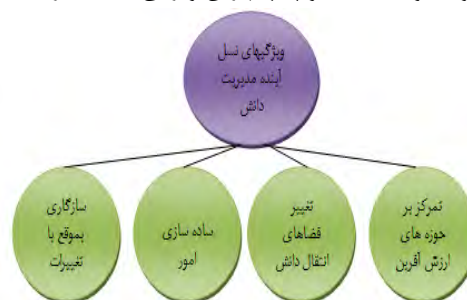 ویژگیهای نسل
آینده مدیریت
دانش
تمرکز بر
حوزه های
ارزش آفرین
تغییر
فضاهای
انتقال دانش
ساده سازی
امور
سازگاری
بموقع با
تغییرات